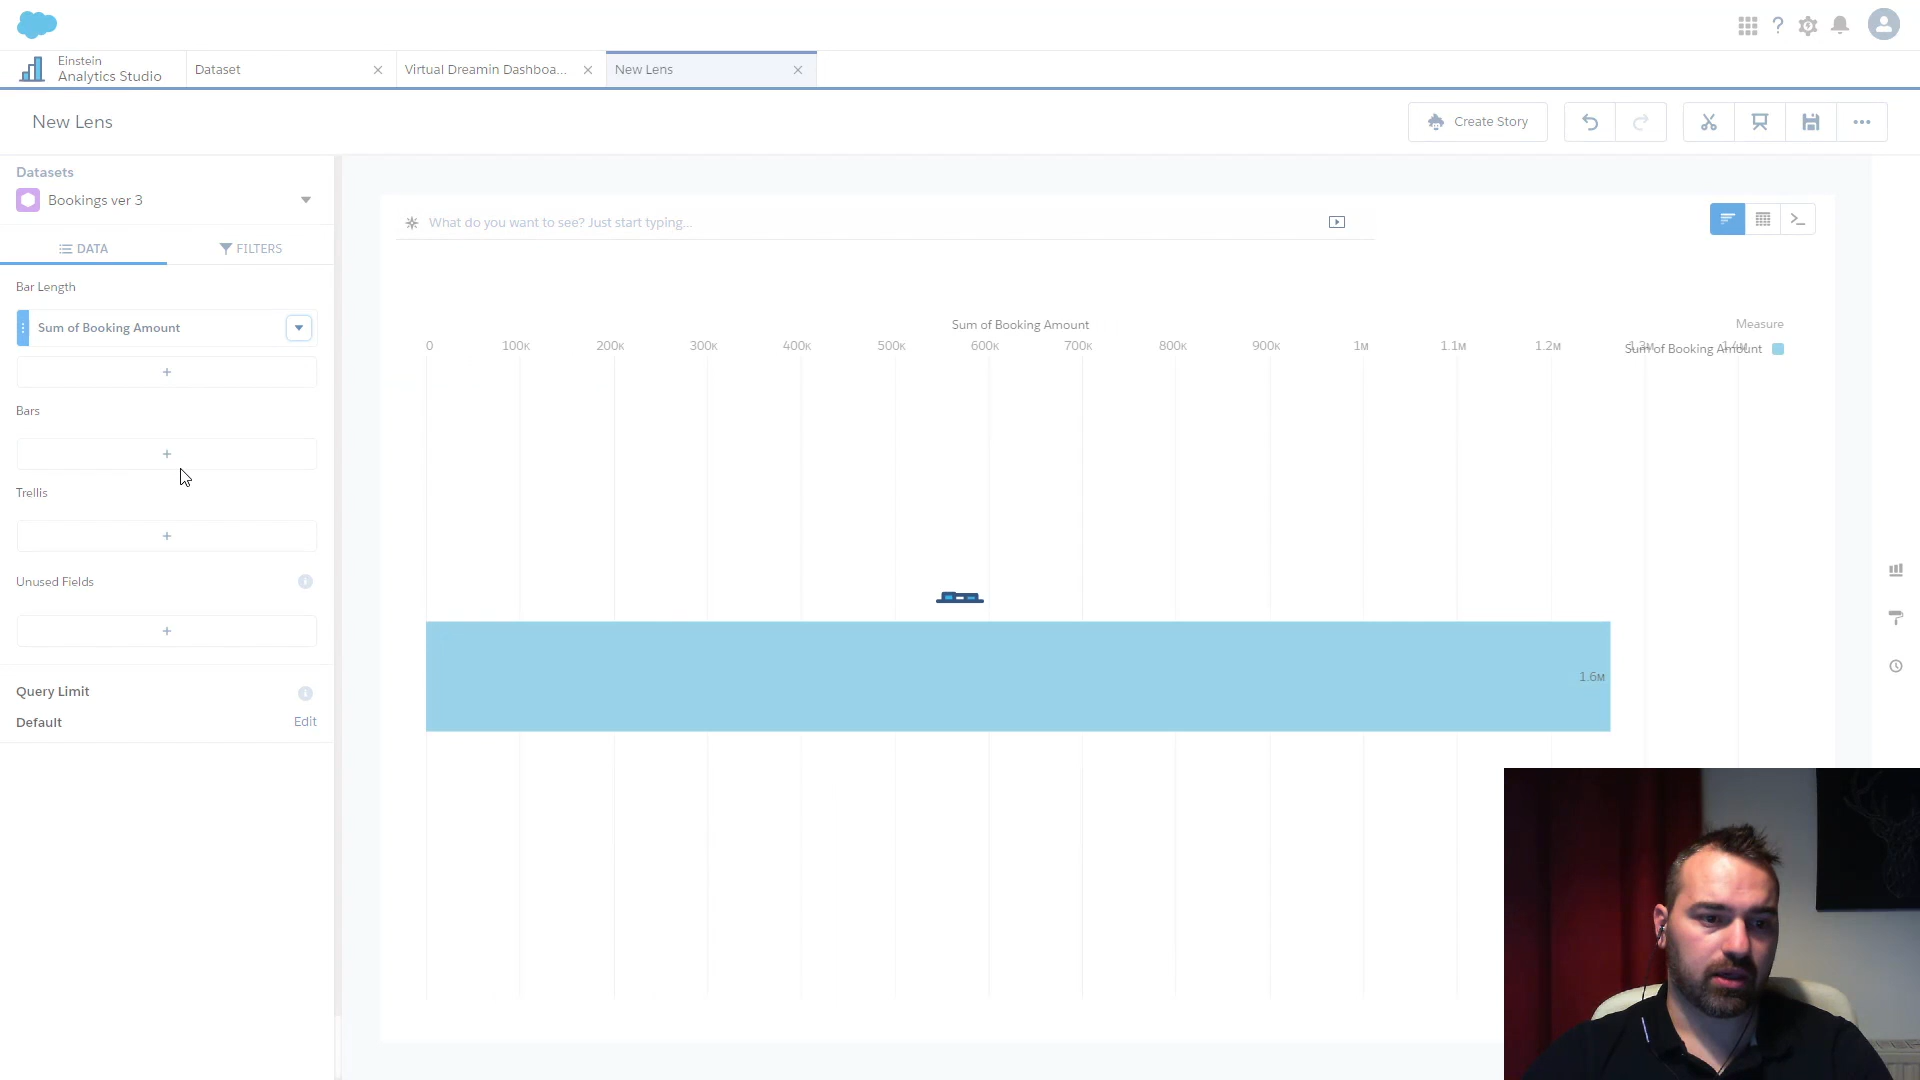 Einstein
Analytics Studio
Dataset
Virtual Dreamin Dashboa...
New Lens
New Lens
Create Story
Datasets
Bookings ver 3
DATA
FILTERS
What do you want to see? Just start typing...
Bar Length
Sum of Booking Amount
Bars
Trellis
Unused Fields
Query Limit
Default
Edit
Sum of Booking Amount
0 100K 200K 300K 400K 500K 600K 700K 800K 900K 1M 1.1M 1.2M 1.3M 1.4M
Measure
Sum of Booking Amount
1.6M